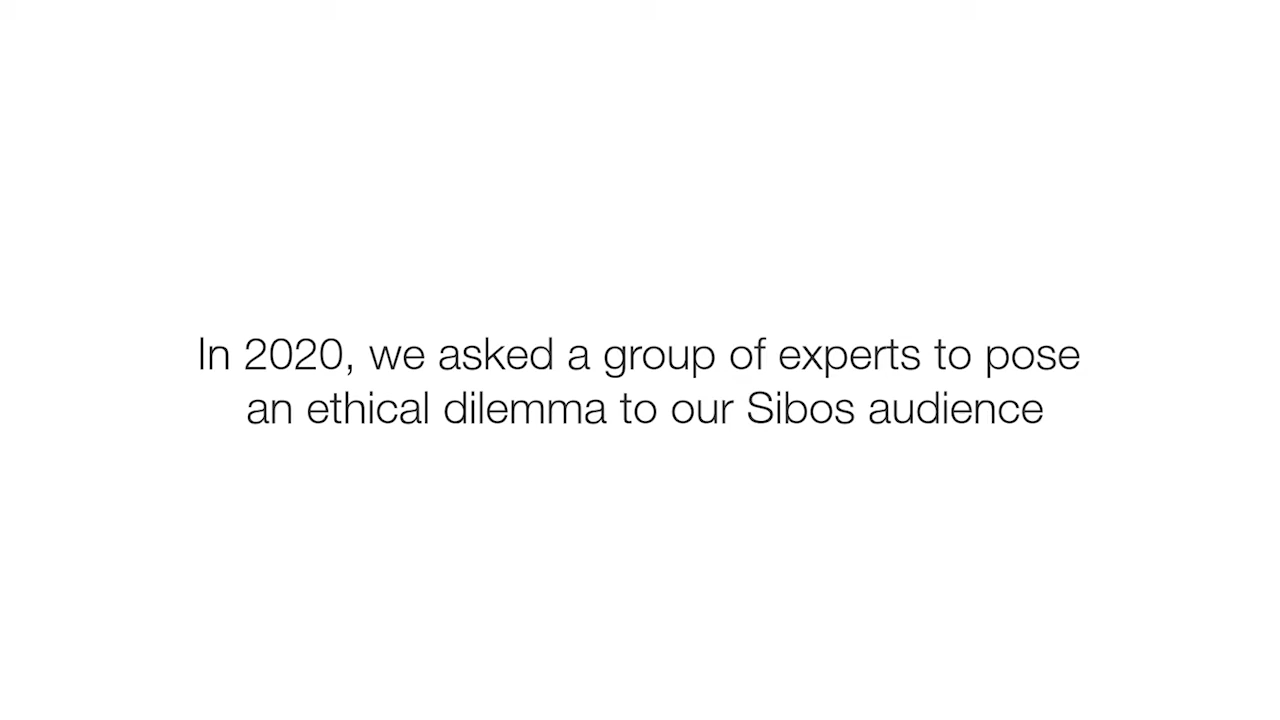 In 2020, we asked a group of experts to pose
an ethical dilemma to our Sibos audience